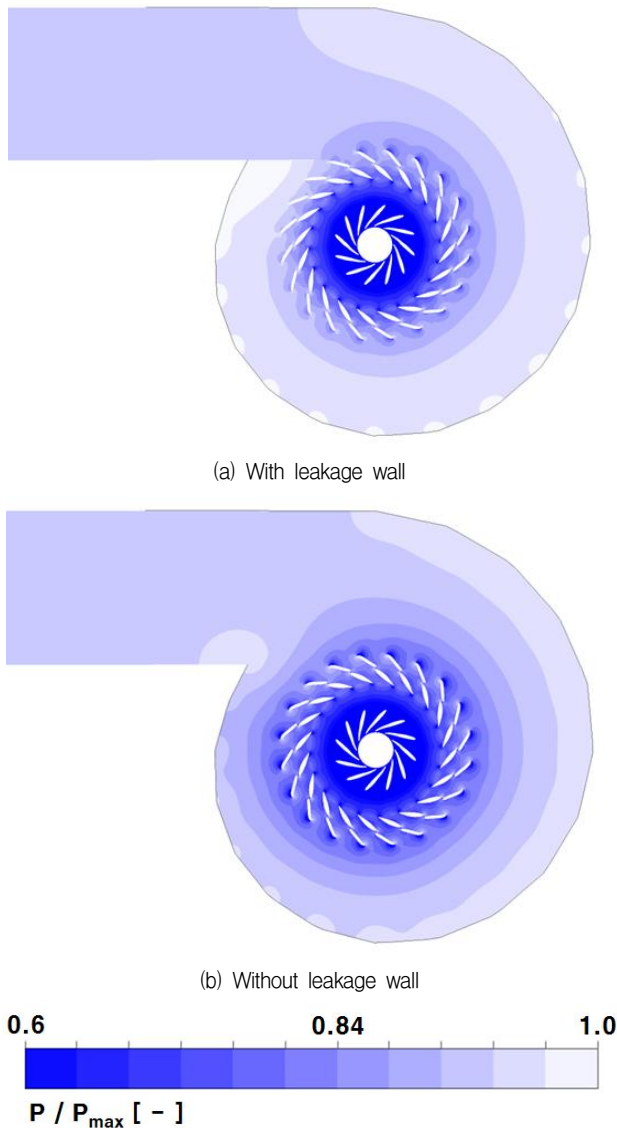 (a) With leakage wall
(b) Without leakage wall
0.6 0.84 1.0
P / Pmax [ - ]